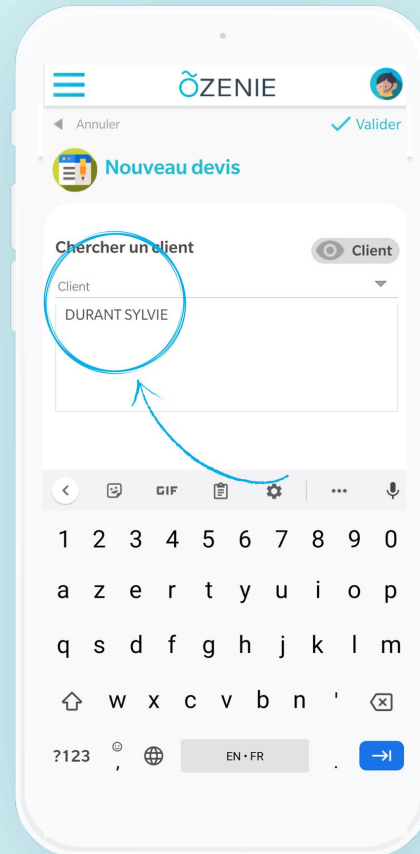 ÕZENIE
Annuler
Valider
Nouveau devis
Chercher un client
Client
Client
DURANT SYLVIE
GIF
1 2 3 4 5 6 7 8 9 0
a z e r t y u i o p
q s d f g h j k l m
w x c v b n '
?123 , EN • FR .